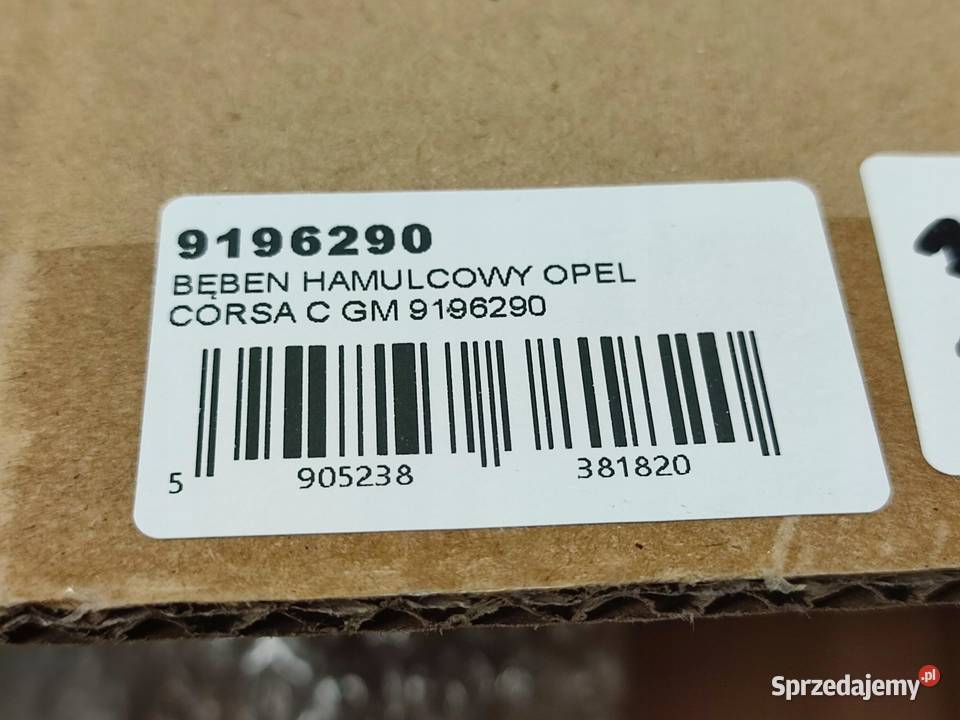 9196290
BĘBEN HAMULCOWY OPEL
CORSA C GM 9196290
5 905238 381820
Sprzedajemy.pl